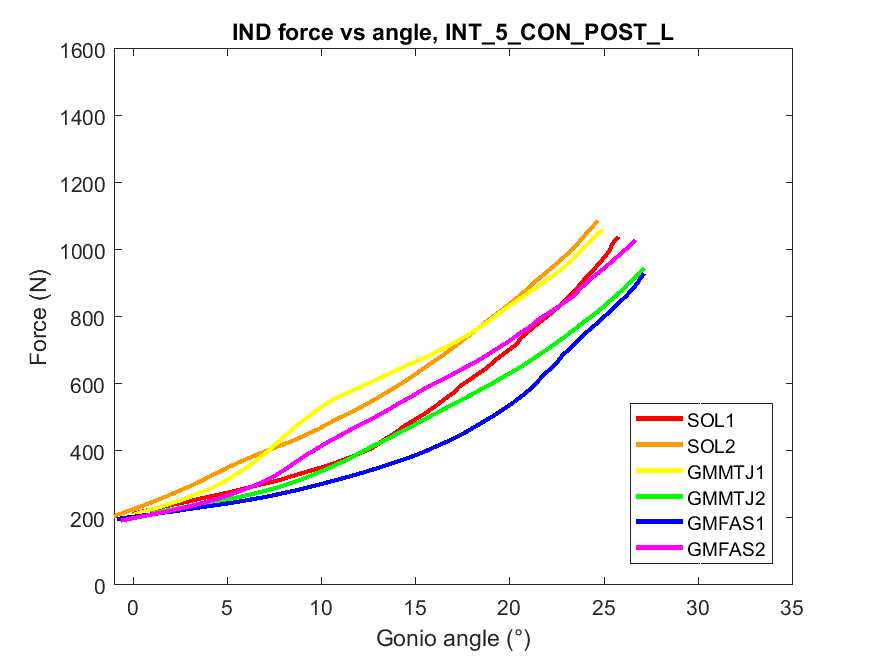 IND force vs angle, INT_5_CON_POST_L
1600
1400
1200
1000
800
600
400
200
0
Force (N)
0 5 10 15 20 25 30 35
Gonio angle (°)
SOL1
SOL2
GMMTJ1
GMMTJ2
GMFAS1
GMFAS2